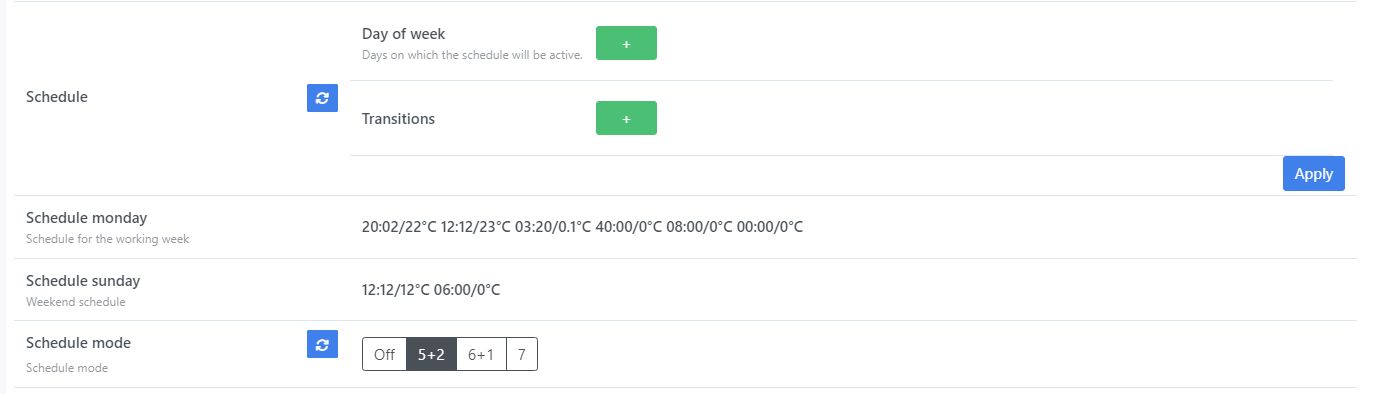 Day of week
Days on which the schedule will be active.
+
Schedule
Transitions
+
Apply
Schedule monday
Schedule for the working week
20:02/22°C 12:12/23°C 03:20/0.1°C 40:00/0°C 08:00/0°C 00:00/0°C
Schedule sunday
Weekend schedule
12:12/12°C 06:00/0°C
Schedule mode
Schedule mode
Off 5+2 6+1 7